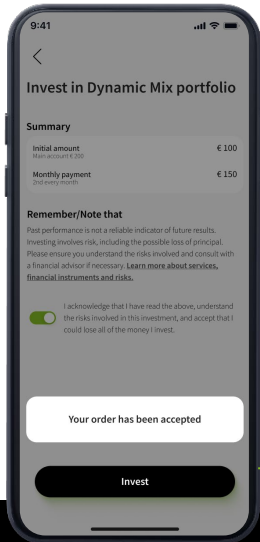 9:41
Invest in Dynamic Mix portfolio
Summary
Initial amount € 100
Main account € 200
Monthly payment € 150
2nd every month
Remember/Note that
Past performance is not a reliable indicator of future results.
Investing involves risk, including the possible loss of principal.
Please ensure you understand the risks involved and consult with
a financial advisor if necessary. Learn more about services,
financial instruments and risks.
I acknowledge that I have read the above, understand
the risks involved in this investment, and accept that I
could lose all of the money I invest.
Your order has been accepted
Invest